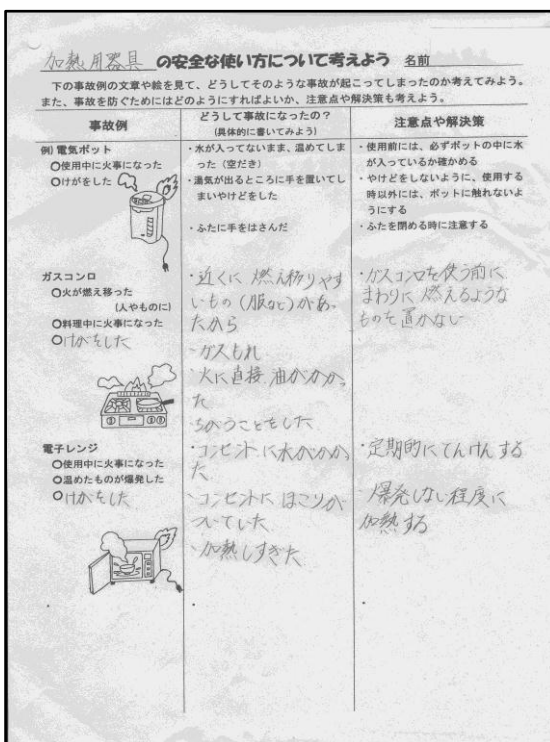 加熱用器具 の安全な使い方について考えよう 名前
下の事故例の文章や絵を見て、どうしてそのような事故が起こってしまったのか考えてみよう。
また、事故を防ぐためにはどのようにすればよいか、注意点や解決策も考えよう。
事故例
どうして事故になったの？
(具体的に書いてみよう)
注意点や解決策
例) 電気ポット
○使用中に火事になった
○けがをした
・水が入ってないまま、温めてしま
った（空だき）
・湯気が出るところに手を置いてし
まいやけどをした
・ふたに手をはさんだ
・使用前には、必ずポットの中に水
が入っているか確かめる
・やけどをしないように、使用する
時以外には、ポットに触れないよ
うにする
・ふたを閉める時に注意する
ガスコンロ
○火が燃え移った
(人やものに)
○料理中に火事になった
○けがをした
・近くに燃え移りやす
いもの(服など)があっ
たから
・ガスもれ
・火に直接油がかかっ
た
・ちがうことをした
・ガスコンロを使う前に
まわりに燃えるような
ものを置かない
電子レンジ
○使用中に火事になった
○温めたものが爆発した
○けがをした
・コンセントに水がかかっ
た
・コンセントにほこりが
ついていた
・加熱しすぎた
・定期的にてんけんする
・爆発しない程度に
加熱する